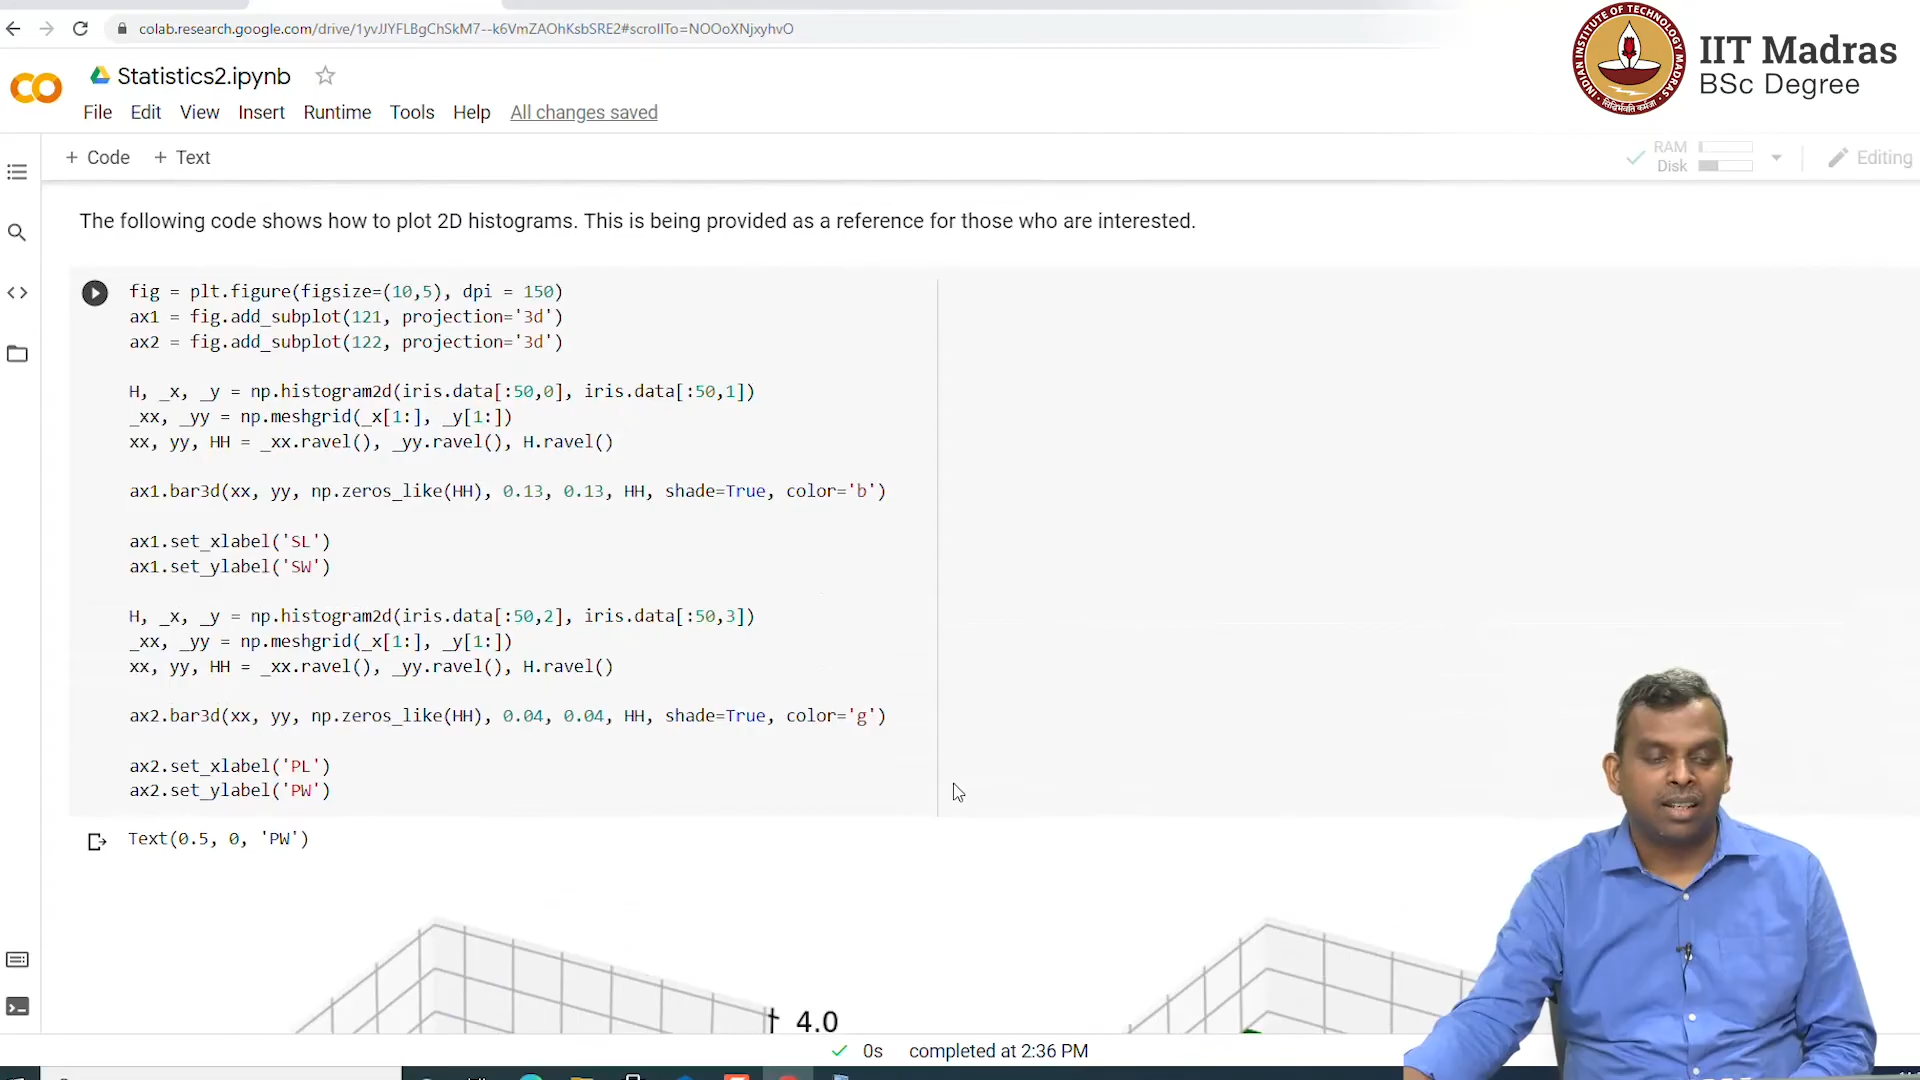 colab.research.google.com/drive/1yvJJYFLBgChSkM7--k6VmZAOhKsbSRE2#scrollTo=NOOoXNjxyhvO
INDIAN INSTITUTE OF TECHNOLOGY MADRAS
IIT Madras
BSc Degree
Statistics2.ipynb
File Edit View Insert Runtime Tools Help All changes saved
+ Code + Text
RAM
Disk
Editing
The following code shows how to plot 2D histograms. This is being provided as a reference for those who are interested.
fig = plt.figure(figsize=(10,5), dpi = 150)
ax1 = fig.add_subplot(121, projection='3d')
ax2 = fig.add_subplot(122, projection='3d')
H, _x, _y = np.histogram2d(iris.data[:50,0], iris.data[:50,1])
_xx, _yy = np.meshgrid(_x[1:], _y[1:])
xx, yy, HH = _xx.ravel(), _yy.ravel(), H.ravel()
ax1.bar3d(xx, yy, np.zeros_like(HH), 0.13, 0.13, HH, shade=True, color='b')
ax1.set_xlabel('SL')
ax1.set_ylabel('SW')
H, _x, _y = np.histogram2d(iris.data[:50,2], iris.data[:50,3])
_xx, _yy = np.meshgrid(_x[1:], _y[1:])
xx, yy, HH = _xx.ravel(), _yy.ravel(), H.ravel()
ax2.bar3d(xx, yy, np.zeros_like(HH), 0.04, 0.04, HH, shade=True, color='g')
ax2.set_xlabel('PL')
ax2.set_ylabel('PW')
Text(0.5, 0, 'PW')
4.0
0s completed at 2:36 PM